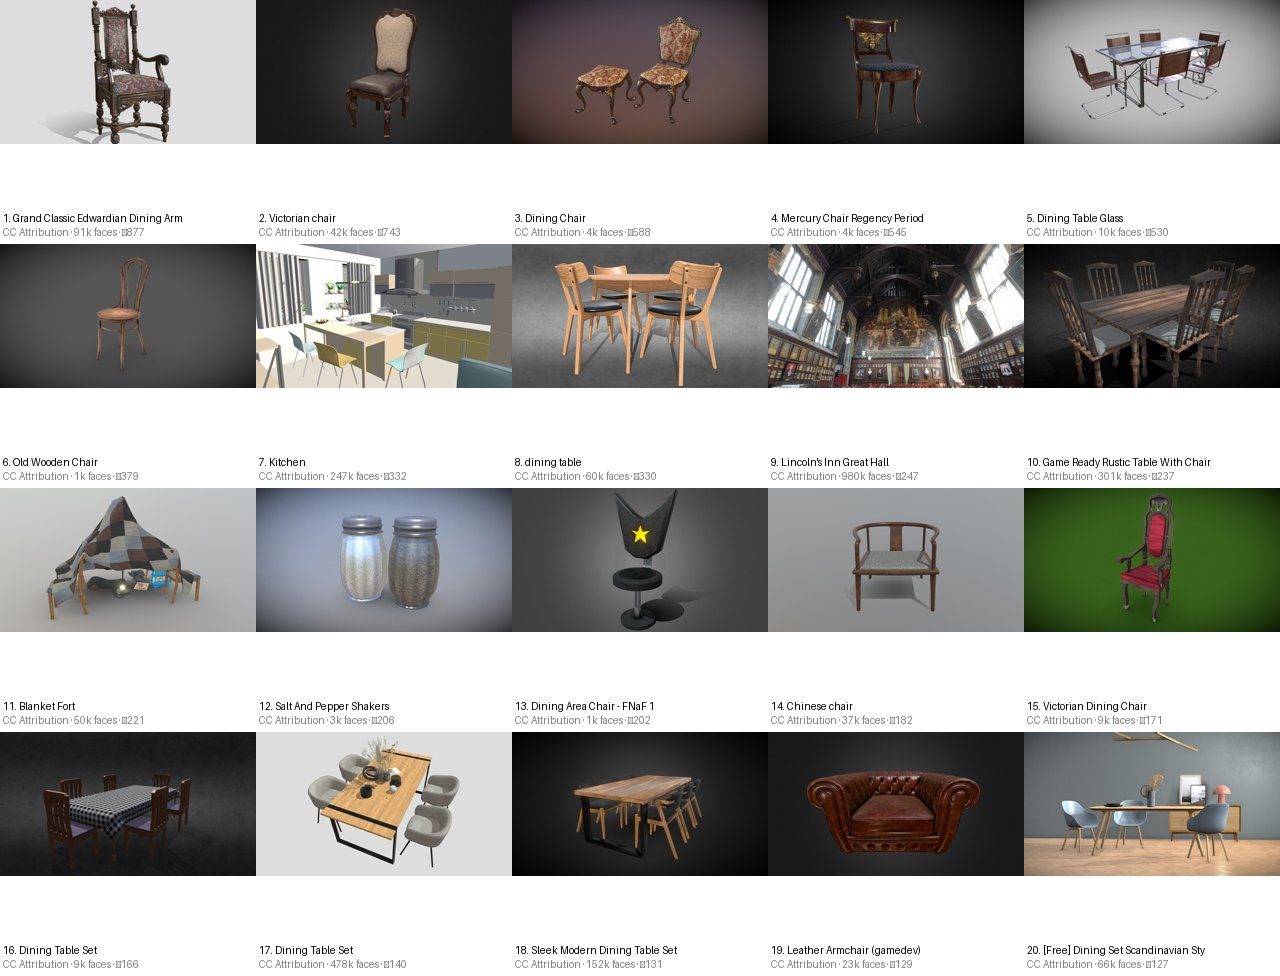 1. Grand Classic Edwardian Dining Arm
CC Attribution · 91k faces · 877
2. Victorian chair
CC Attribution · 42k faces · 743
3. Dining Chair
CC Attribution · 4k faces · 588
4. Mercury Chair Regency Period
CC Attribution · 4k faces · 545
5. Dining Table Glass
CC Attribution · 10k faces · 530
6. Old Wooden Chair
CC Attribution · 1k faces · 379
7. Kitchen
CC Attribution · 247k faces · 332
8. dining table
CC Attribution · 60k faces · 330
9. Lincoln's Inn Great Hall
CC Attribution · 980k faces · 247
10. Game Ready Rustic Table With Chair
CC Attribution · 301k faces · 237
11. Blanket Fort
CC Attribution · 50k faces · 221
12. Salt And Pepper Shakers
CC Attribution · 3k faces · 206
13. Dining Area Chair - FNaF 1
CC Attribution · 1k faces · 202
14. Chinese chair
CC Attribution · 37k faces · 182
15. Victorian Dining Chair
CC Attribution · 9k faces · 171
16. Dining Table Set
CC Attribution · 9k faces · 166
17. Dining Table Set
CC Attribution · 478k faces · 140
18. Sleek Modern Dining Table Set
CC Attribution · 152k faces · 131
19. Leather Armchair (gamedev)
CC Attribution · 23k faces · 129
20. [Free] Dining Set Scandinavian Sty
CC Attribution · 66k faces · 127